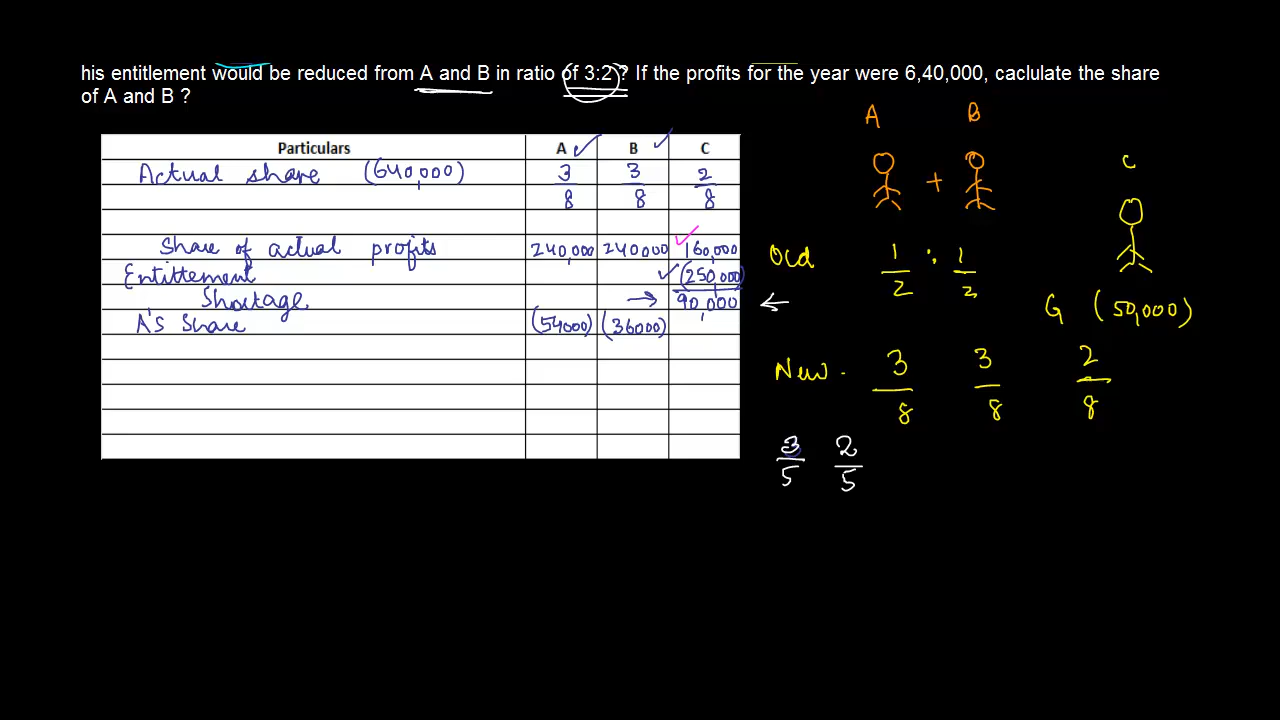 his entitlement would be reduced from A and B in ratio of 3:2 ? If the profits for the year were 6,40,000, caclulate the share
of A and B ?
Particulars A B C
Actual share (640,000) 3/8 3/8 2/8
Share of actual profits 240,000 240000 160,000
Entittement (250,000)
Shortage → 90,000 ←
A's Share (54000) (36000)
A B
C
+
Old 1/2 : 1/2
G (50,000)
New . 3/8 3/8 2/8
3/5 2/5